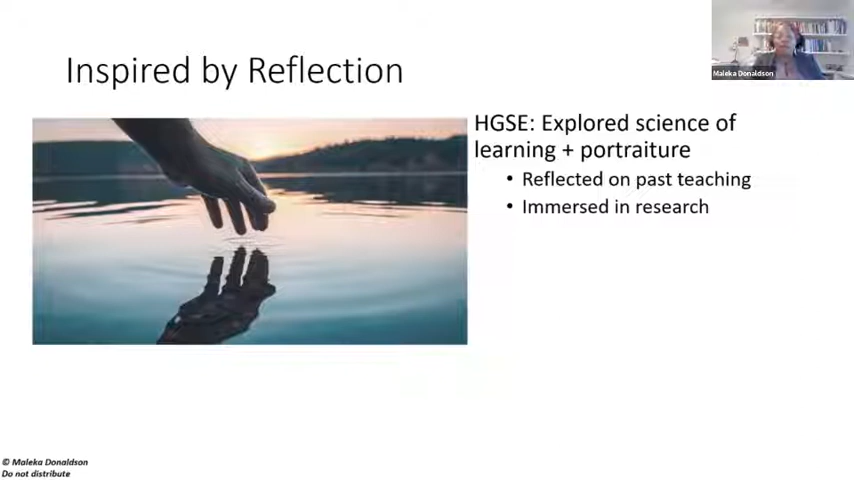 Inspired by Reflection
Maleka Donaldson
HGSE: Explored science of
learning + portraiture
• Reflected on past teaching
• Immersed in research
© Maleka Donaldson
Do not distribute